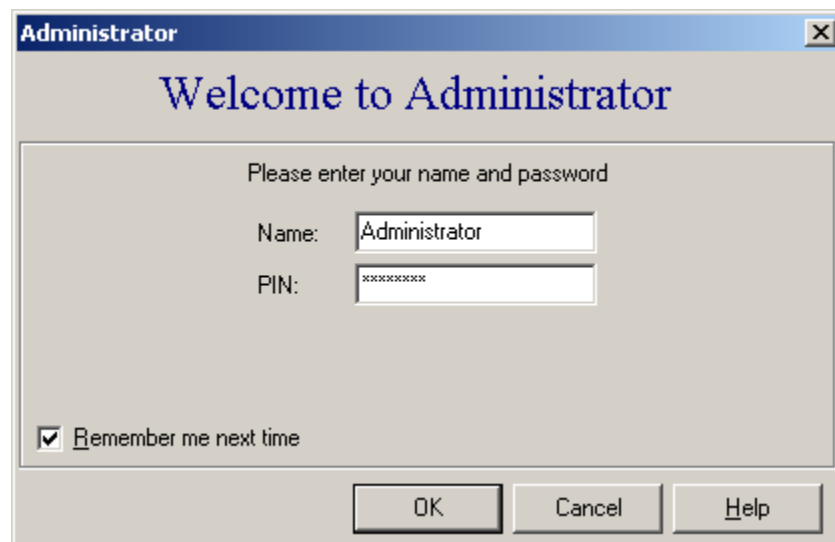 Administrator
Welcome to Administrator
Please enter your name and password
Name: Administrator
PIN: ********
Remember me next time
OK Cancel Help